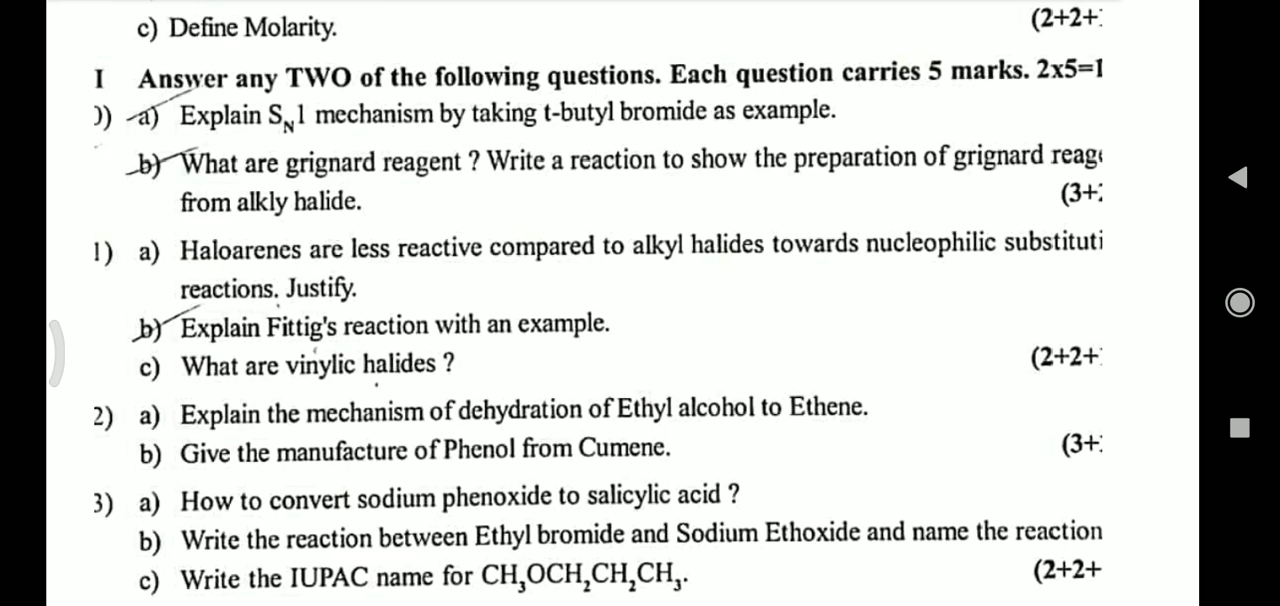 c) Define Molarity. (2+2+
I Answer any TWO of the following questions. Each question carries 5 marks. 2x5=1
)) a) Explain SN1 mechanism by taking t-butyl bromide as example.
b) What are grignard reagent ? Write a reaction to show the preparation of grignard
from alkly halide. (3+
1) a) Haloarenes are less reactive compared to alkyl halides towards nucleophilic substituti
reactions. Justify.
b) Explain Fittig's reaction with an example.
c) What are vinylic halides ? (2+2+
2) a) Explain the mechanism of dehydration of Ethyl alcohol to Ethene.
b) Give the manufacture of Phenol from Cumene. (3+
3) a) How to convert sodium phenoxide to salicylic acid ?
b) Write the reaction between Ethyl bromide and Sodium Ethoxide and name the reaction
c) Write the IUPAC name for CH₃OCH₂CH₂CH₃. (2+2+